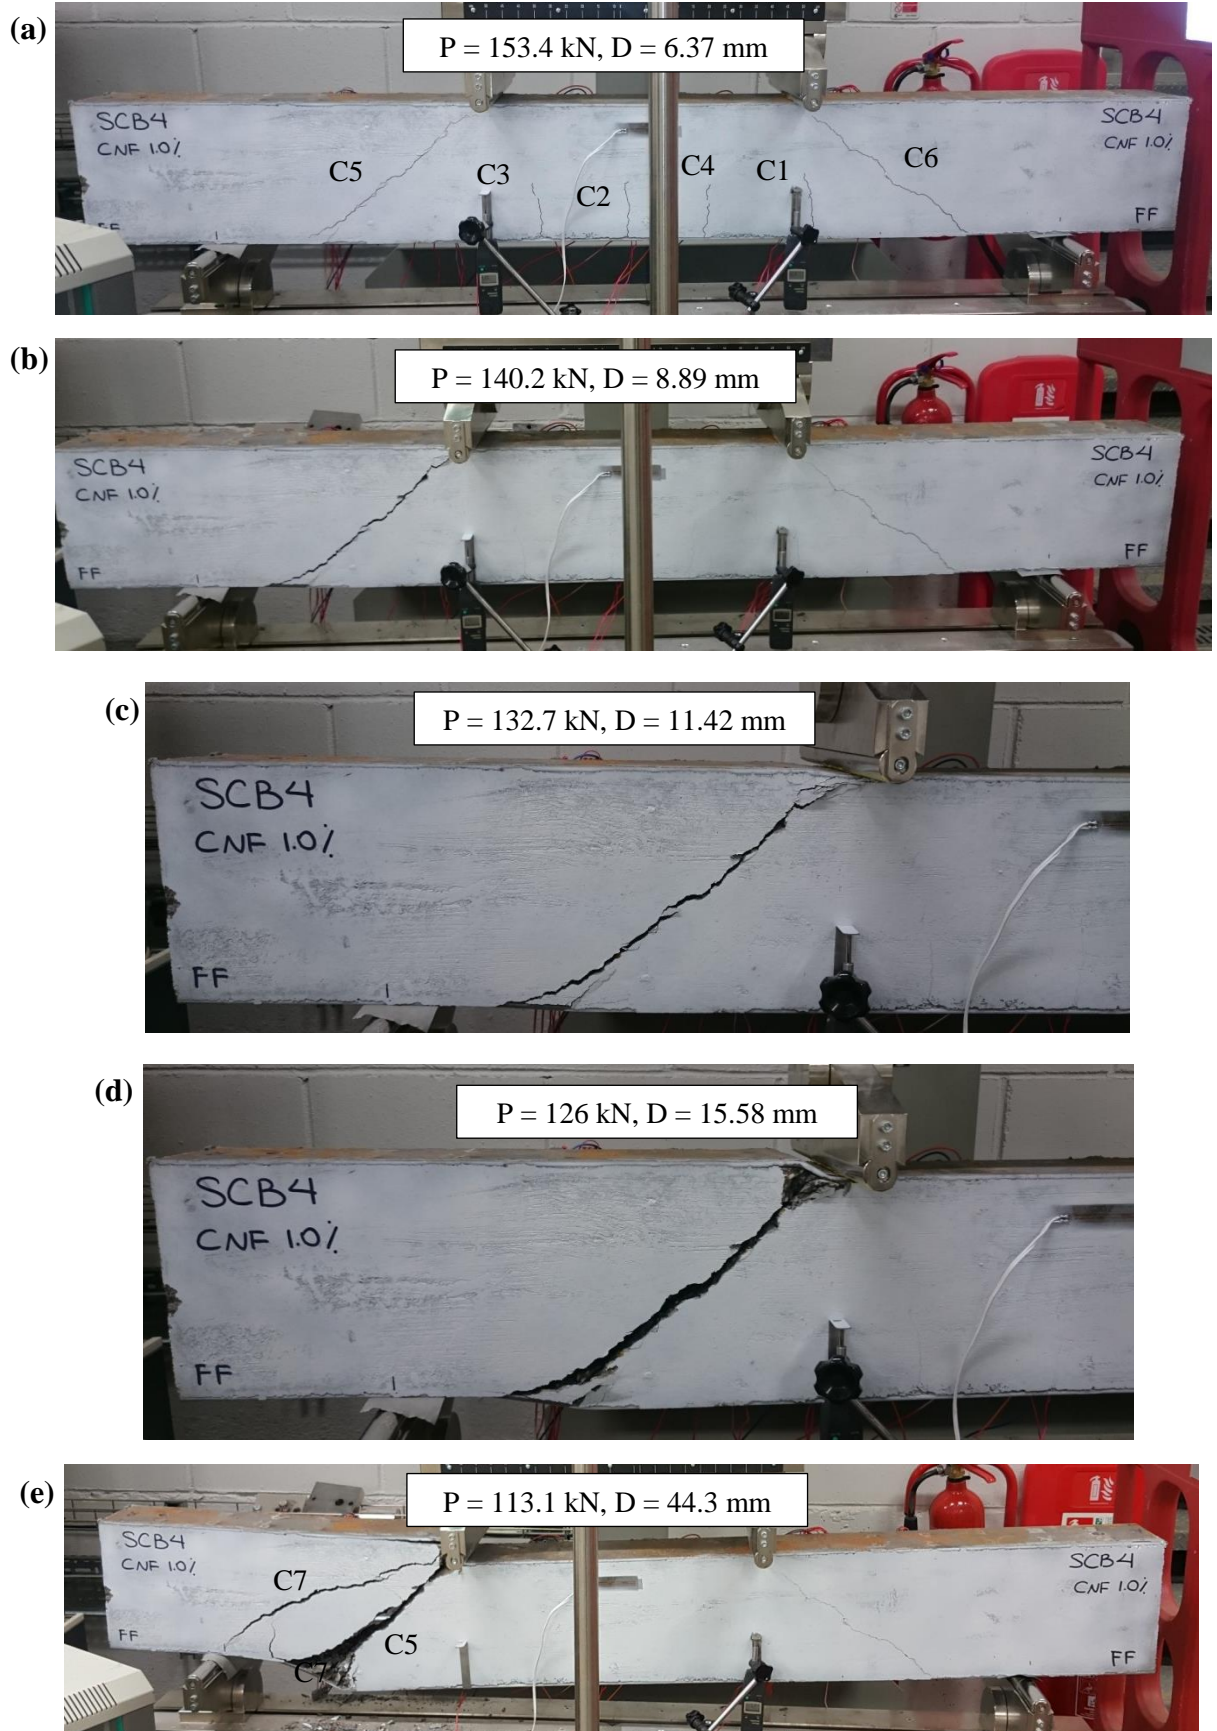 (a)
P = 153.4 kN, D = 6.37 mm
SCB4
CNF 1.0%
SCB4
CNF 1.0%
C5
C3
C2
C4
C1
C6
FF
FF
(b)
P = 140.2 kN, D = 8.89 mm
SCB4
CNF 1.0%
SCB4
CNF 1.0%
FF
FF
(c)
P = 132.7 kN, D = 11.42 mm
SCB4
CNF 1.0%
FF
(d)
P = 126 kN, D = 15.58 mm
SCB4
CNF 1.0%
FF
(e)
P = 113.1 kN, D = 44.3 mm
SCB4
CNF 1.0%
SCB4
CNF 1.0%
C7
FF
C5
C7
FF